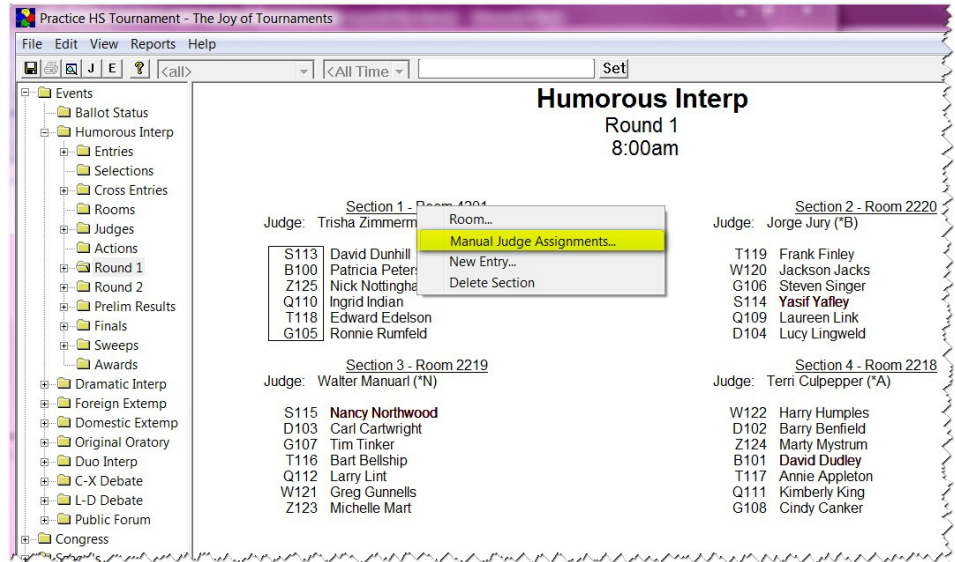 Practice HS Tournament - The Joy of Tournaments
File Edit View Reports Help
J E ? <all> <All Time Set
Events
Ballot Status
Humorous Interp
Entries
Selections
Cross Entries
Rooms
Judges
Actions
Round 1
Round 2
Prelim Results
Finals
Sweeps
Awards
Dramatic Interp
Foreign Extemp
Domestic Extemp
Original Oratory
Duo Interp
C-X Debate
L-D Debate
Public Forum
Congress
Humorous Interp
Round 1
8:00am
Section 1 - Room 4201
Judge: Trisha Zimmerm
S113 David Dunhill
B100 Patricia Peters
Z125 Nick Nottingha
Q110 Ingrid Indian
T118 Edward Edelson
G105 Ronnie Rumfeld
Room...
Manual Judge Assignments...
New Entry...
Delete Section
Section 2 - Room 2220
Judge: Jorge Jury (*B)
T119 Frank Finley
W120 Jackson Jacks
G106 Steven Singer
S114 Yasif Yafley
Q109 Laureen Link
D104 Lucy Lingweld
Section 3 - Room 2219
Judge: Walter Manuarl (*N)
S115 Nancy Northwood
D103 Carl Cartwright
G107 Tim Tinker
T116 Bart Bellship
Q112 Larry Lint
W121 Greg Gunnells
Z123 Michelle Mart
Section 4 - Room 2218
Judge: Terri Culpepper (*A)
W122 Harry Humples
D102 Barry Benfield
Z124 Marty Mystrum
B101 David Dudley
T117 Annie Appleton
Q111 Kimberly King
G108 Cindy Canker